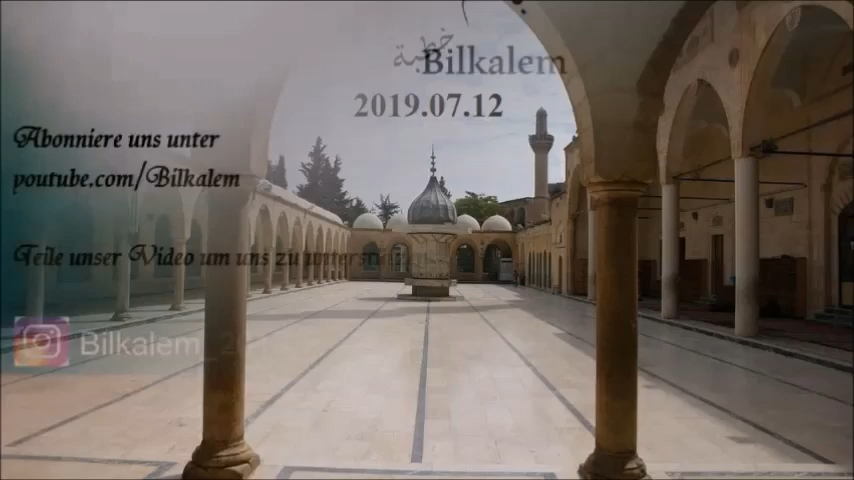 خطبة
Bilkalem
2019.07.12
Abonniere uns unter
youtube.com/Bilkalem
Teile unser Video um uns zu
Bilkalem